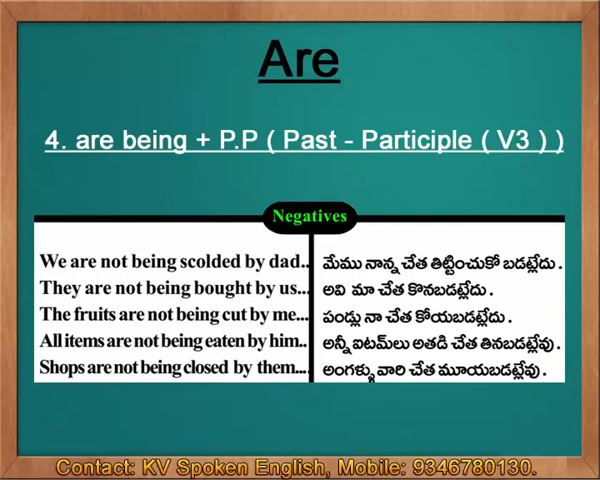 Are
4. are being + P.P ( Past - Participle ( V3 ) )
Negatives
We are not being scolded by dad.. మేము నాన్న చేత తిట్టించుకో బడట్లేదు .
They are not being bought by us... అవి మా చేత కొనబడట్లేదు .
The fruits are not being cut by me... పండ్లు నా చేత కోయబడట్లేదు .
All items are not being eaten by him.. అన్నీ ఐటమ్‌లు అతడి చేత తినబడట్లేవు .
Shops are not being closed by them.... అంగళ్ళు వారి చేత మూయబడట్లేవు .
Contact: KV Spoken English, Mobile: 9346780130.